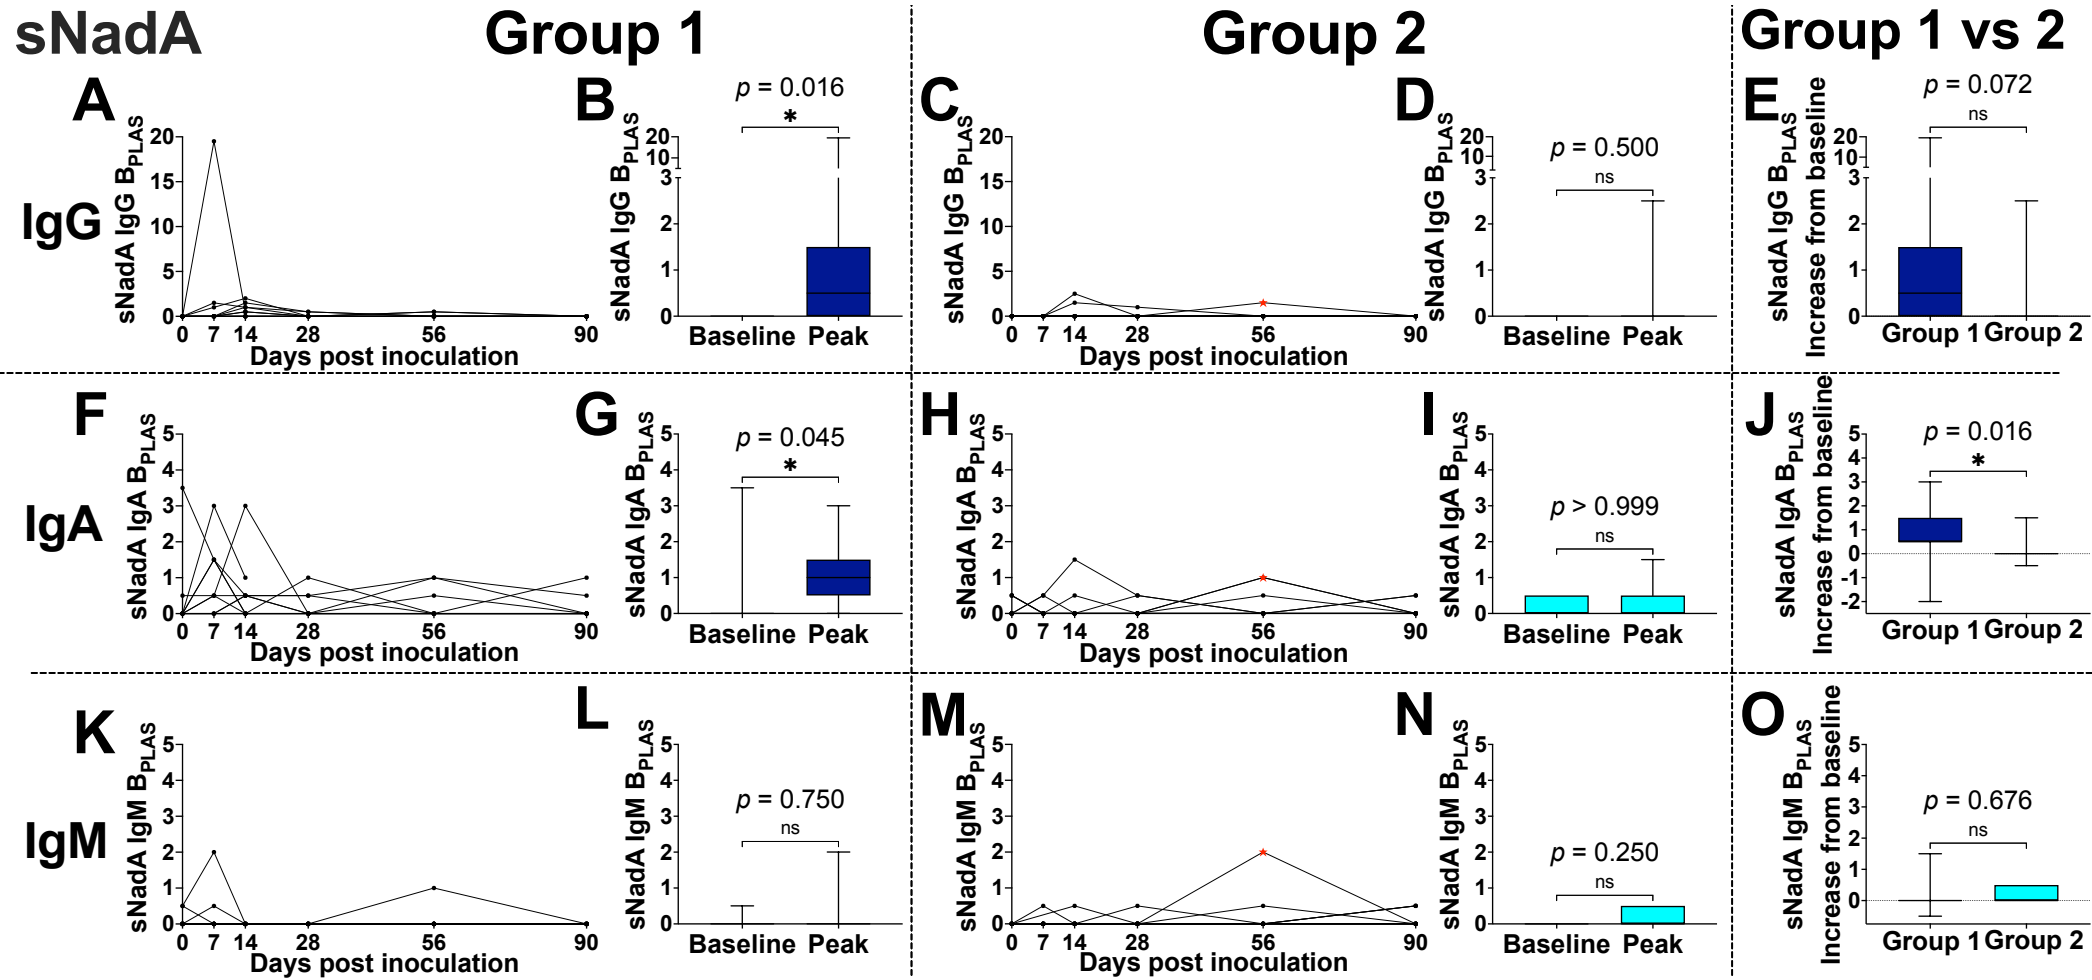 sNadA
Group 1
Group 2
Group 1 vs 2
IgG
A
sNadA IgG BPLAS
20
15
10
5
0
0 7 14 28 56 90
Days post inoculation
B
sNadA IgG BPLAS
p = 0.016
*
20
10
3
2
1
0
Baseline Peak
C
sNadA IgG BPLAS
20
15
10
5
0
0 7 14 28 56 90
Days post inoculation
D
sNadA IgG BPLAS
p = 0.500
ns
20
10
3
2
1
0
Baseline Peak
E
sNadA IgG BPLAS
Increase from baseline
p = 0.072
ns
20
10
3
2
1
0
Group 1 Group 2
IgA
F
sNadA IgA BPLAS
5
4
3
2
1
0
0 7 14 28 56 90
Days post inoculation
G
sNadA IgA BPLAS
p = 0.045
*
5
4
3
2
1
0
Baseline Peak
H
sNadA IgA BPLAS
5
4
3
2
1
0
0 7 14 28 56 90
Days post inoculation
I
sNadA IgA BPLAS
p > 0.999
ns
5
4
3
2
1
0
Baseline Peak
J
sNadA IgA BPLAS
Increase from baseline
p = 0.016
*
5
4
3
2
1
0
-1
-2
Group 1 Group 2
IgM
K
sNadA IgM BPLAS
5
4
3
2
1
0
0 7 14 28 56 90
Days post inoculation
L
sNadA IgM BPLAS
p = 0.750
ns
5
4
3
2
1
0
Baseline Peak
M
sNadA IgM BPLAS
5
4
3
2
1
0
0 7 14 28 56 90
Days post inoculation
N
sNadA IgM BPLAS
p = 0.250
ns
5
4
3
2
1
0
Baseline Peak
O
sNadA IgM BPLAS
Increase from baseline
p = 0.676
ns
5
4
3
2
1
0
Group 1 Group 2